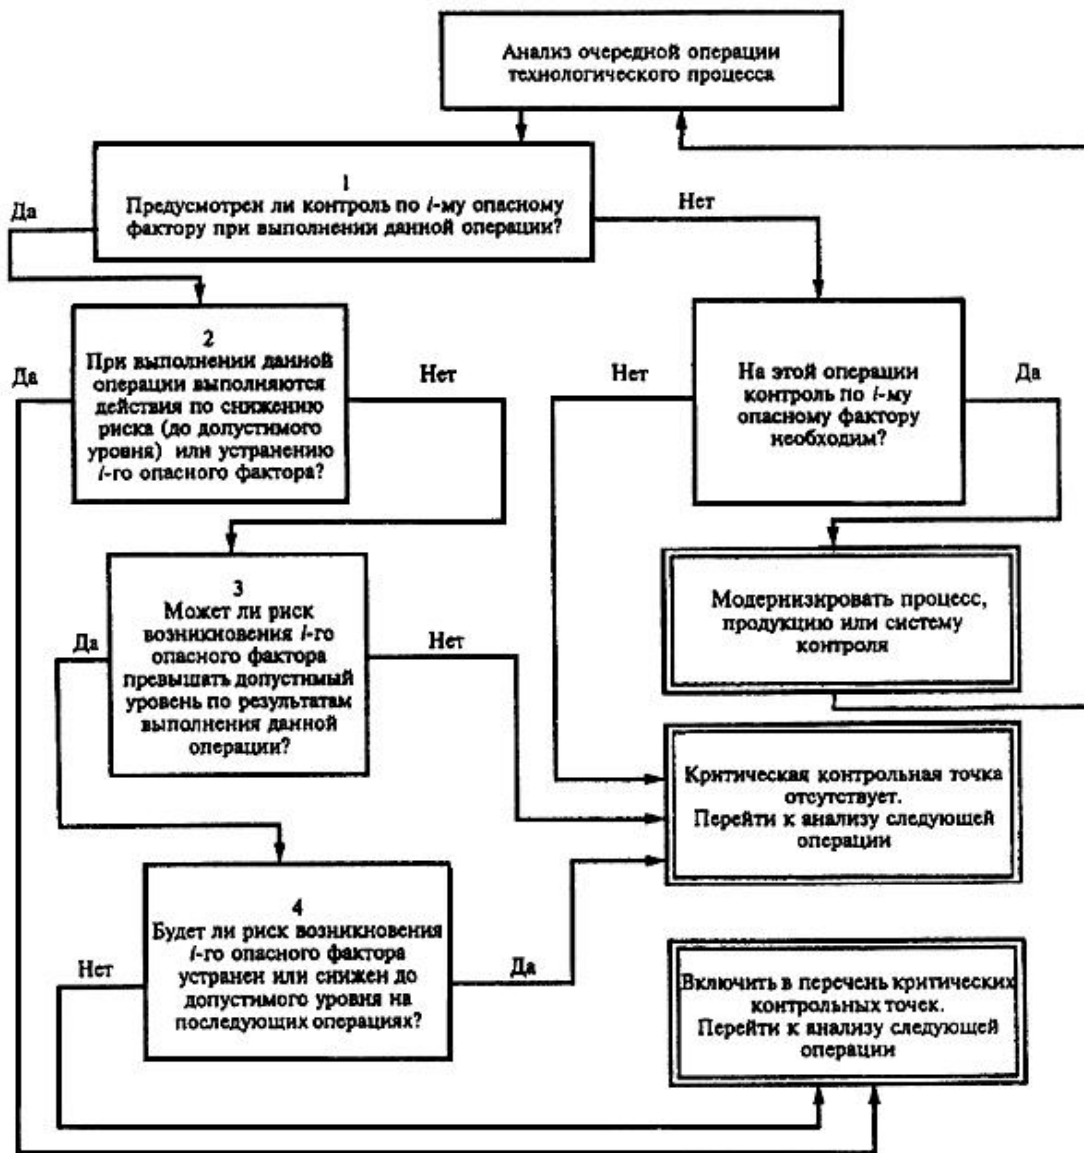 Анализ очередной операции
технологического процесса
1
Предусмотрен ли контроль по i-му опасному
фактору при выполнении данной операции?
Да
Нет
2
При выполнении данной
операции выполняются
действия по снижению
риска (до допустимого
уровня) или устранению
i-го опасного фактора?
Да
Нет
На этой операции
контроль по i-му
опасному фактору
необходим?
Нет
Да
3
Может ли риск
возникновения i-го
опасного фактора
превышать допустимый
уровень по результатам
выполнения данной
операции?
Да
Нет
Модернизировать процесс,
продукцию или систему
контроля
Критическая контрольная точка
отсутствует.
Перейти к анализу следующей
операции
4
Будет ли риск возникновения
i-го опасного фактора
устранен или снижен до
допустимого уровня на
последующих операциях?
Нет
Да
Включить в перечень критических
контрольных точек.
Перейти к анализу следующей
операции